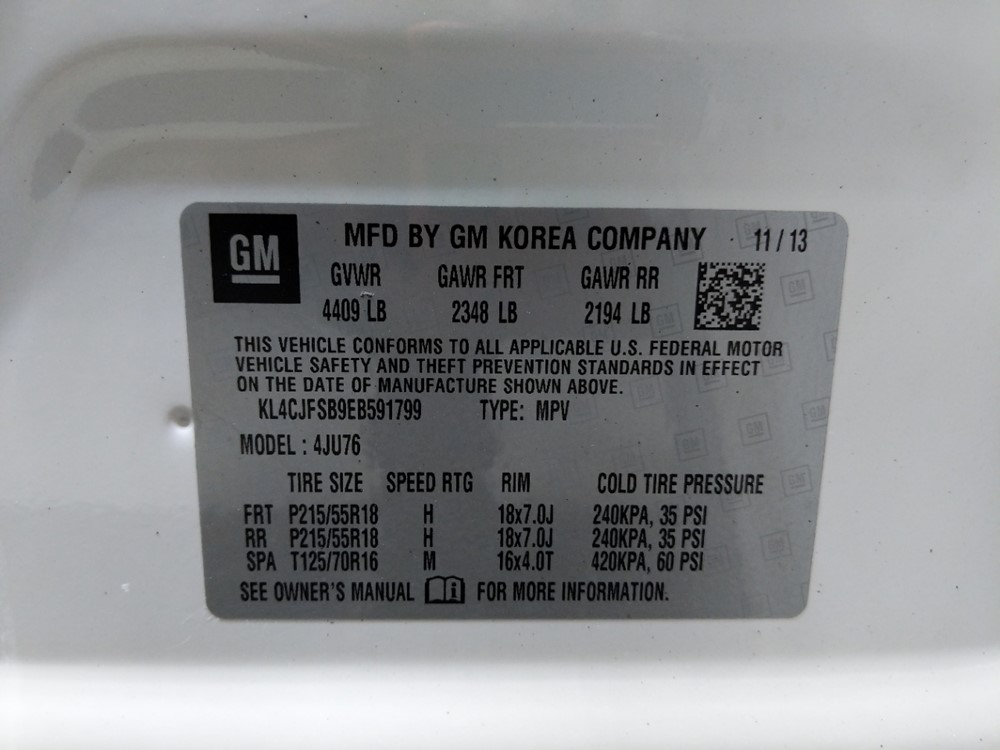 GM
MFD BY GM KOREA COMPANY 11 / 13
GVWR GAWR FRT GAWR RR
4409 LB 2348 LB 2194 LB
THIS VEHICLE CONFORMS TO ALL APPLICABLE U.S. FEDERAL MOTOR
VEHICLE SAFETY AND THEFT PREVENTION STANDARDS IN EFFECT
ON THE DATE OF MANUFACTURE SHOWN ABOVE.
KL4CJFSB9EB591799 TYPE: MPV
MODEL : 4JU76
TIRE SIZE SPEED RTG RIM COLD TIRE PRESSURE
FRT P215/55R18 H 18x7.0J 240KPA, 35 PSI
RR P215/55R18 H 18x7.0J 240KPA, 35 PSI
SPA T125/70R16 M 16x4.0T 420KPA, 60 PSI
SEE OWNER'S MANUAL i FOR MORE INFORMATION.